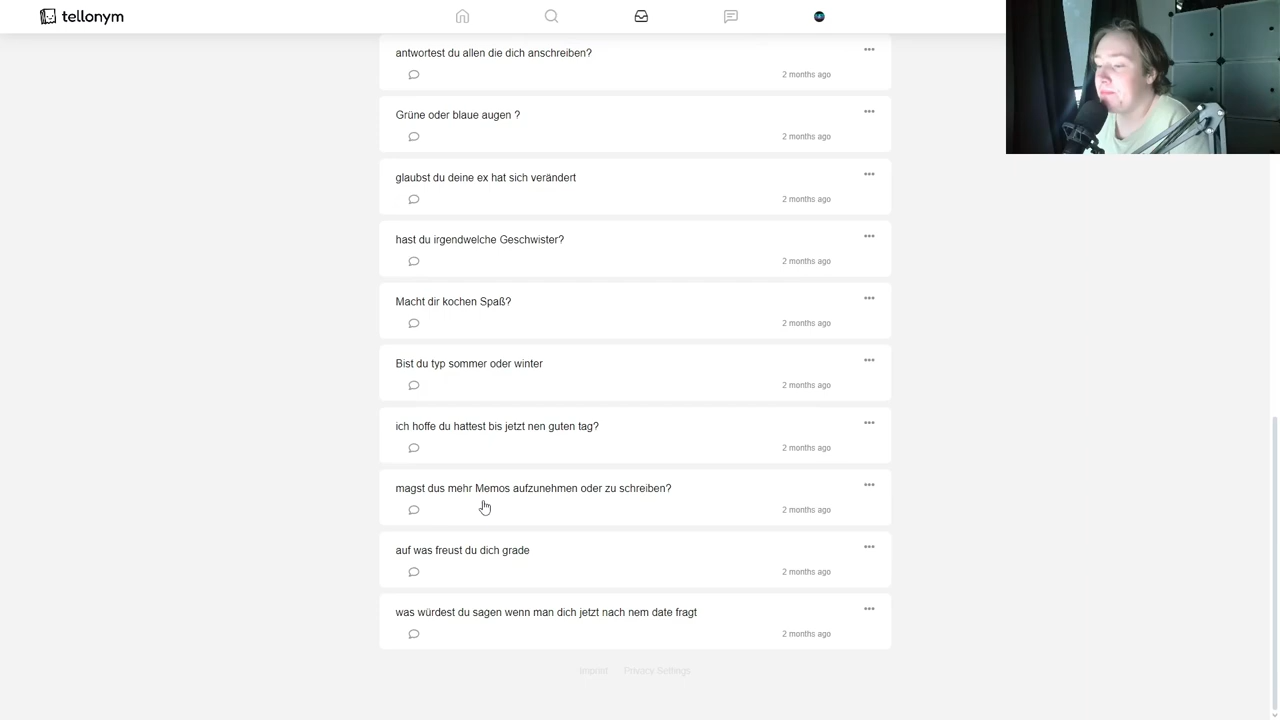 tellonym
antwortest du allen die dich anschreiben?
2 months ago
Grüne oder blaue augen ?
2 months ago
glaubst du deine ex hat sich verändert
2 months ago
hast du irgendwelche Geschwister?
2 months ago
Macht dir kochen Spaß?
2 months ago
Bist du typ sommer oder winter
2 months ago
ich hoffe du hattest bis jetzt nen guten tag?
2 months ago
magst dus mehr Memos aufzunehmen oder zu schreiben?
2 months ago
auf was freust du dich grade
2 months ago
was würdest du sagen wenn man dich jetzt nach nem date fragt
2 months ago
Imprint Privacy Settings